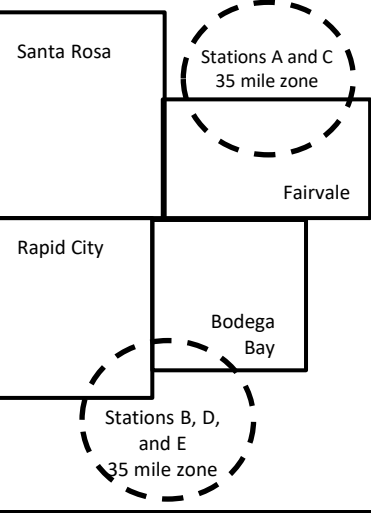 Santa Rosa
Stations A and C
35 mile zone
Fairvale
Rapid City
Bodega
Bay
Stations B, D,
and E
35 mile zone